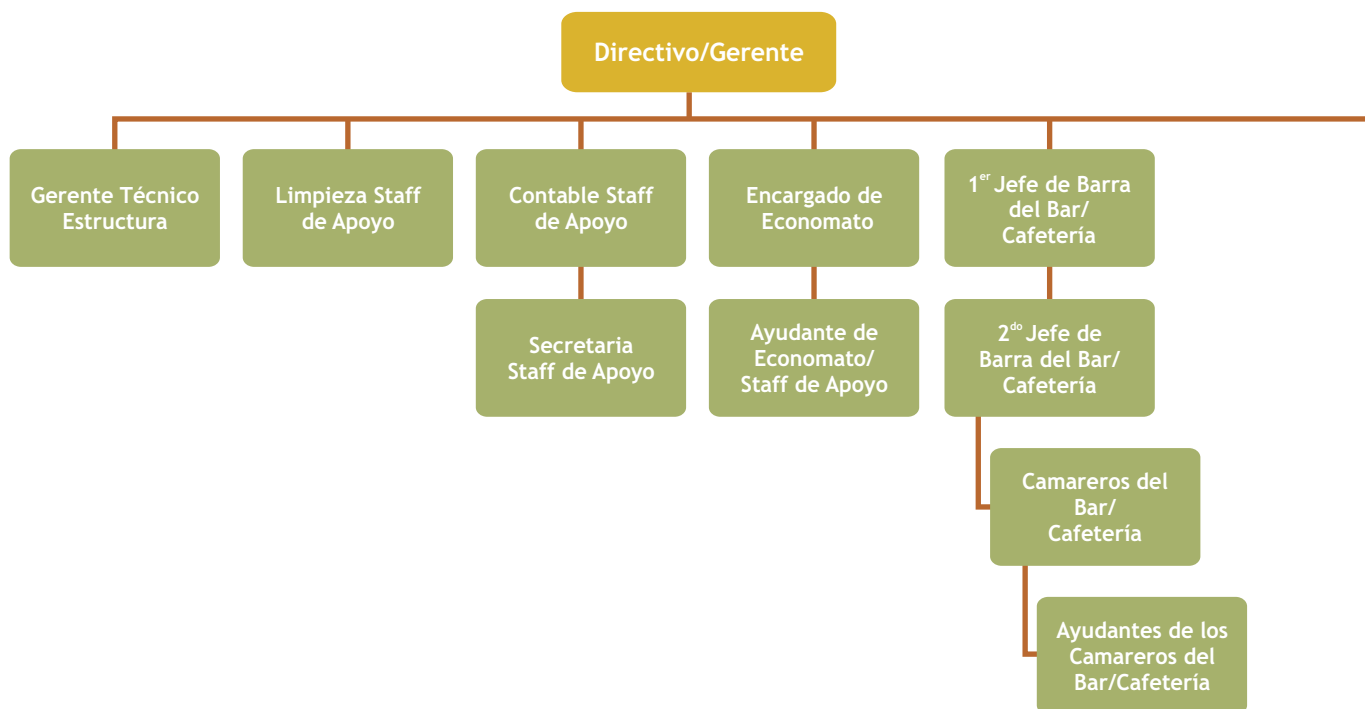 Directivo/Gerente
Gerente Técnico
Estructura
Limpieza Staff
de Apoyo
Contable Staff
de Apoyo
Encargado de
Economato
1er Jefe de Barra
del Bar/
Cafetería
Secretaria
Staff de Apoyo
Ayudante de
Economato/
Staff de Apoyo
2do Jefe de
Barra del Bar/
Cafetería
Camareros del
Bar/
Cafetería
Ayudantes de los
Camareros del
Bar/Cafetería